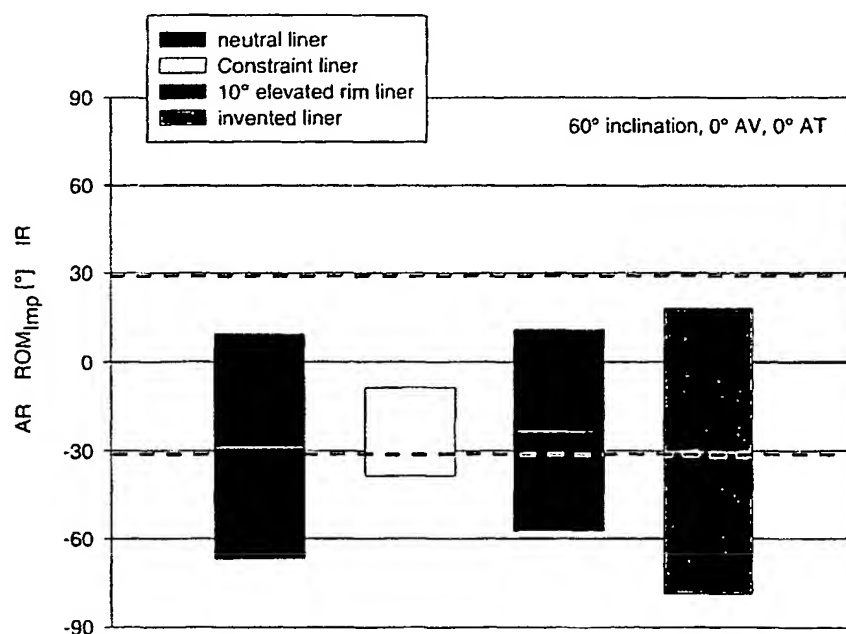 neutral liner
Constraint liner
10° elevated rim liner
invented liner
60° inclination, 0° AV, 0° AT
90
60
30
0
-30
-60
-90
AR ROMImp [°] IR